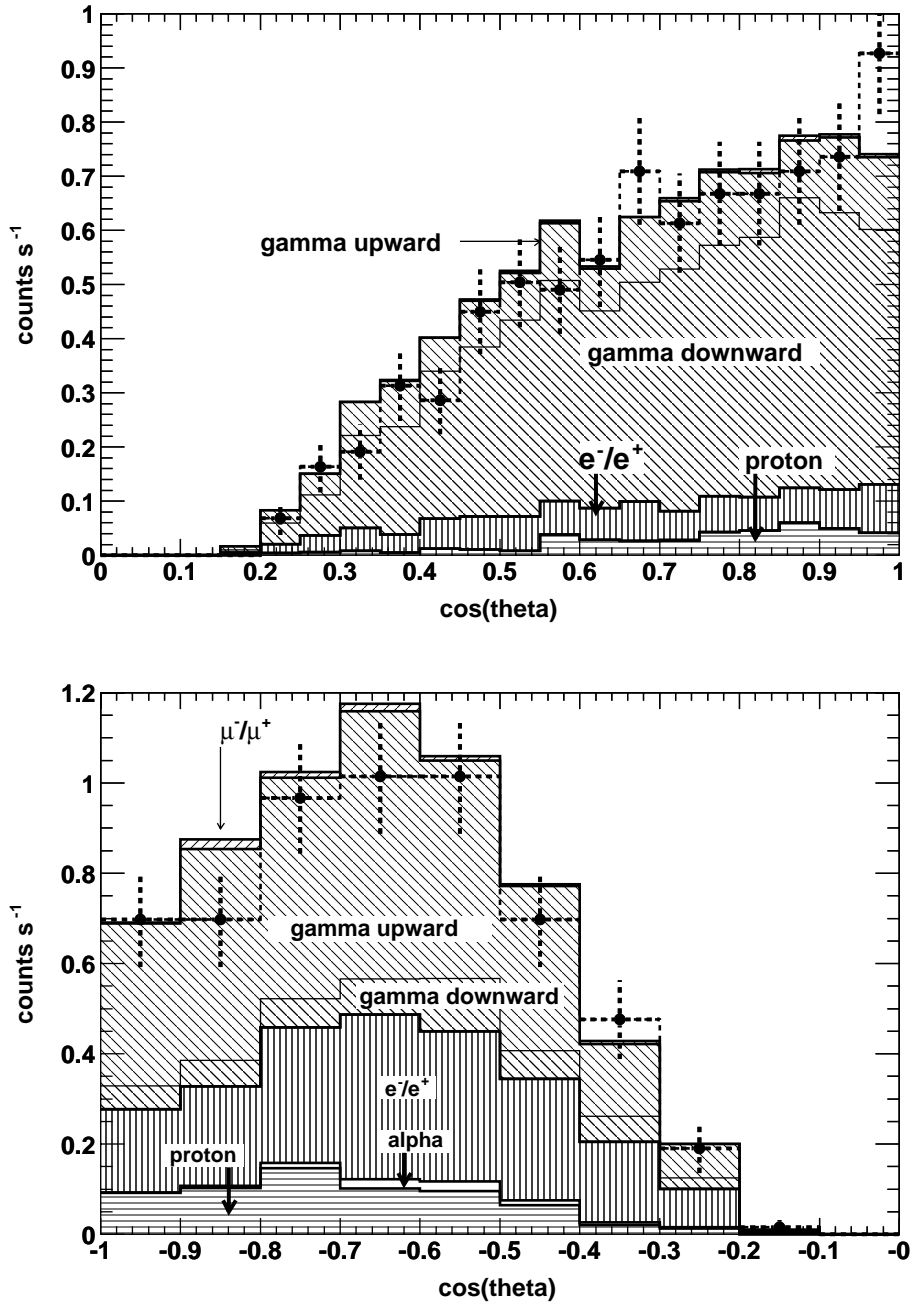 1
0.9
0.8
0.7
0.6
0.5
0.4
0.3
0.2
0.1
0
counts s⁻¹
gamma upward
gamma downward
e⁻/e⁺
proton
0 0.1 0.2 0.3 0.4 0.5 0.6 0.7 0.8 0.9 1
cos(theta)
1.2
1
0.8
0.6
0.4
0.2
0
counts s⁻¹
μ⁻/μ⁺
gamma upward
gamma downward
e⁻/e⁺
alpha
proton
-1 -0.9 -0.8 -0.7 -0.6 -0.5 -0.4 -0.3 -0.2 -0.1 -0
cos(theta)